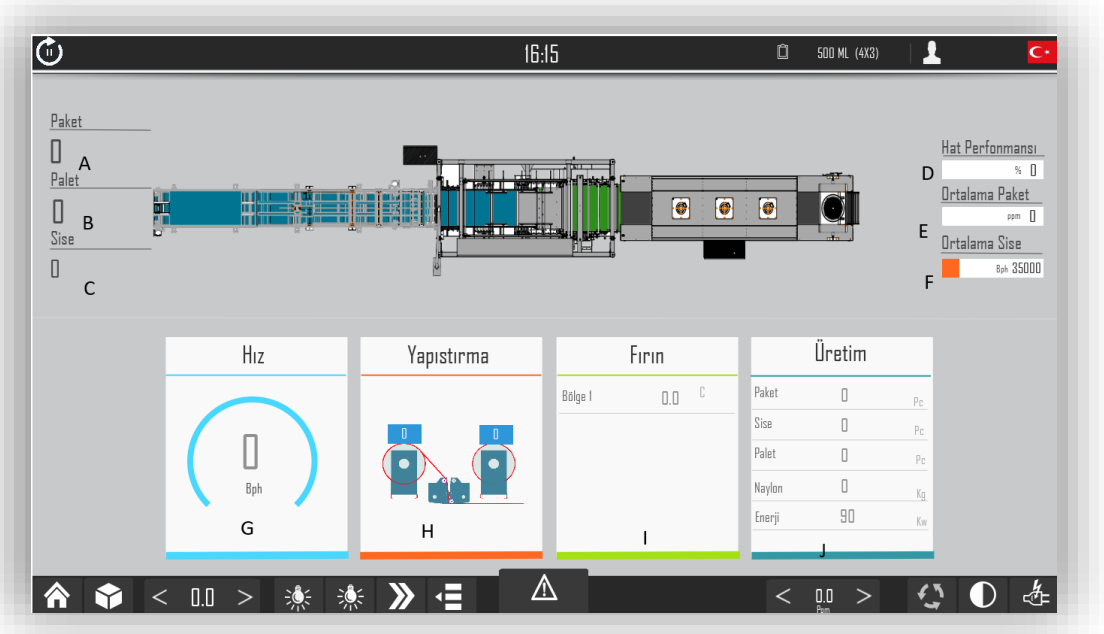 16:15
500 ML (4X3)
Paket
0
A
Palet
0
B
Sise
0
C
Hat Perfonmansı
D
% 0
Ortalama Paket
ppm 0
E
Ortalama Sise
Bph 35000
F
Hız
0
Bph
G
Yapıstırma
0
0
H
Fırın
Bölge 1 0.0 C
I
Üretim
Paket 0 Pc
Sise 0 Pc
Palet 0 Pc
Naylon 0 Kg
Enerji 90 Kw
J
< 0.0 >
< 0.0 >
Ppm